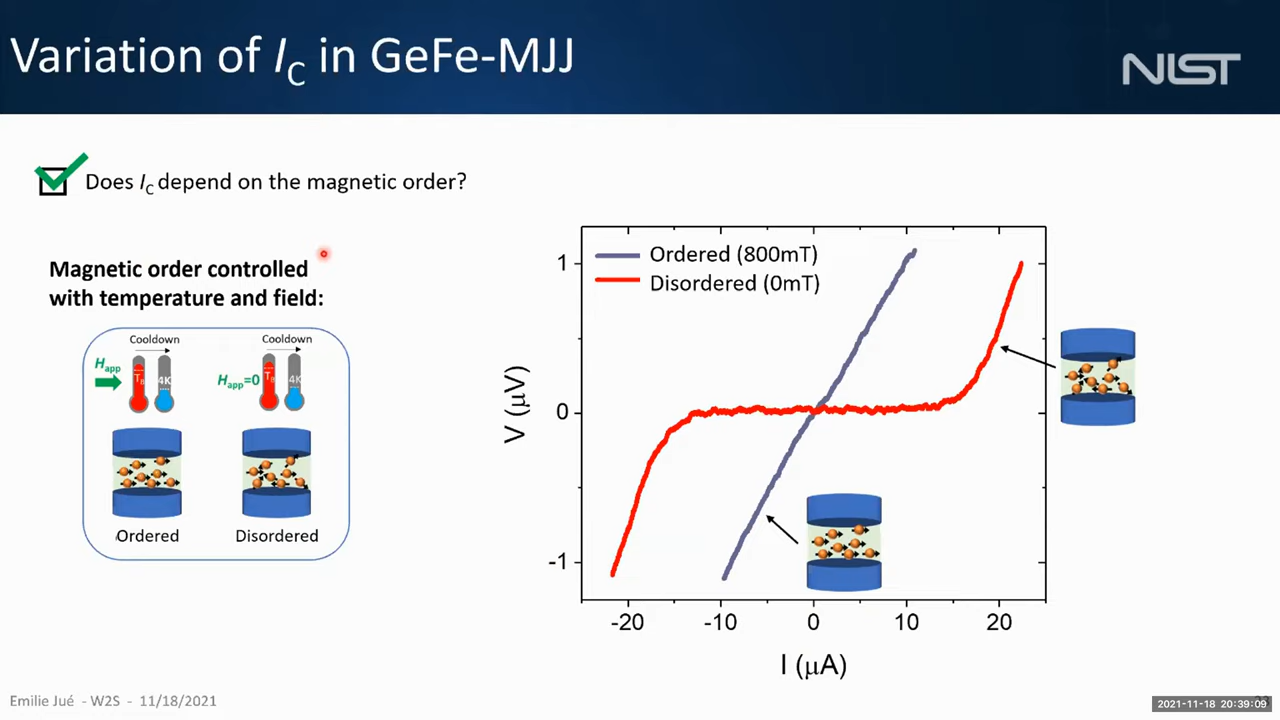 Variation of IC in GeFe-MJJ
NIST
Does IC depend on the magnetic order?
Magnetic order controlled
with temperature and field:
Cooldown
Cooldown
Happ
TB
4K
Happ=0
TB
4K
Ordered
Disordered
Ordered (800mT)
Disordered (0mT)
1
0
-1
V (μV)
-20
-10
0
10
20
I (μA)
Emilie Jué - W2S - 11/18/2021
2021-11-18 20:39:09